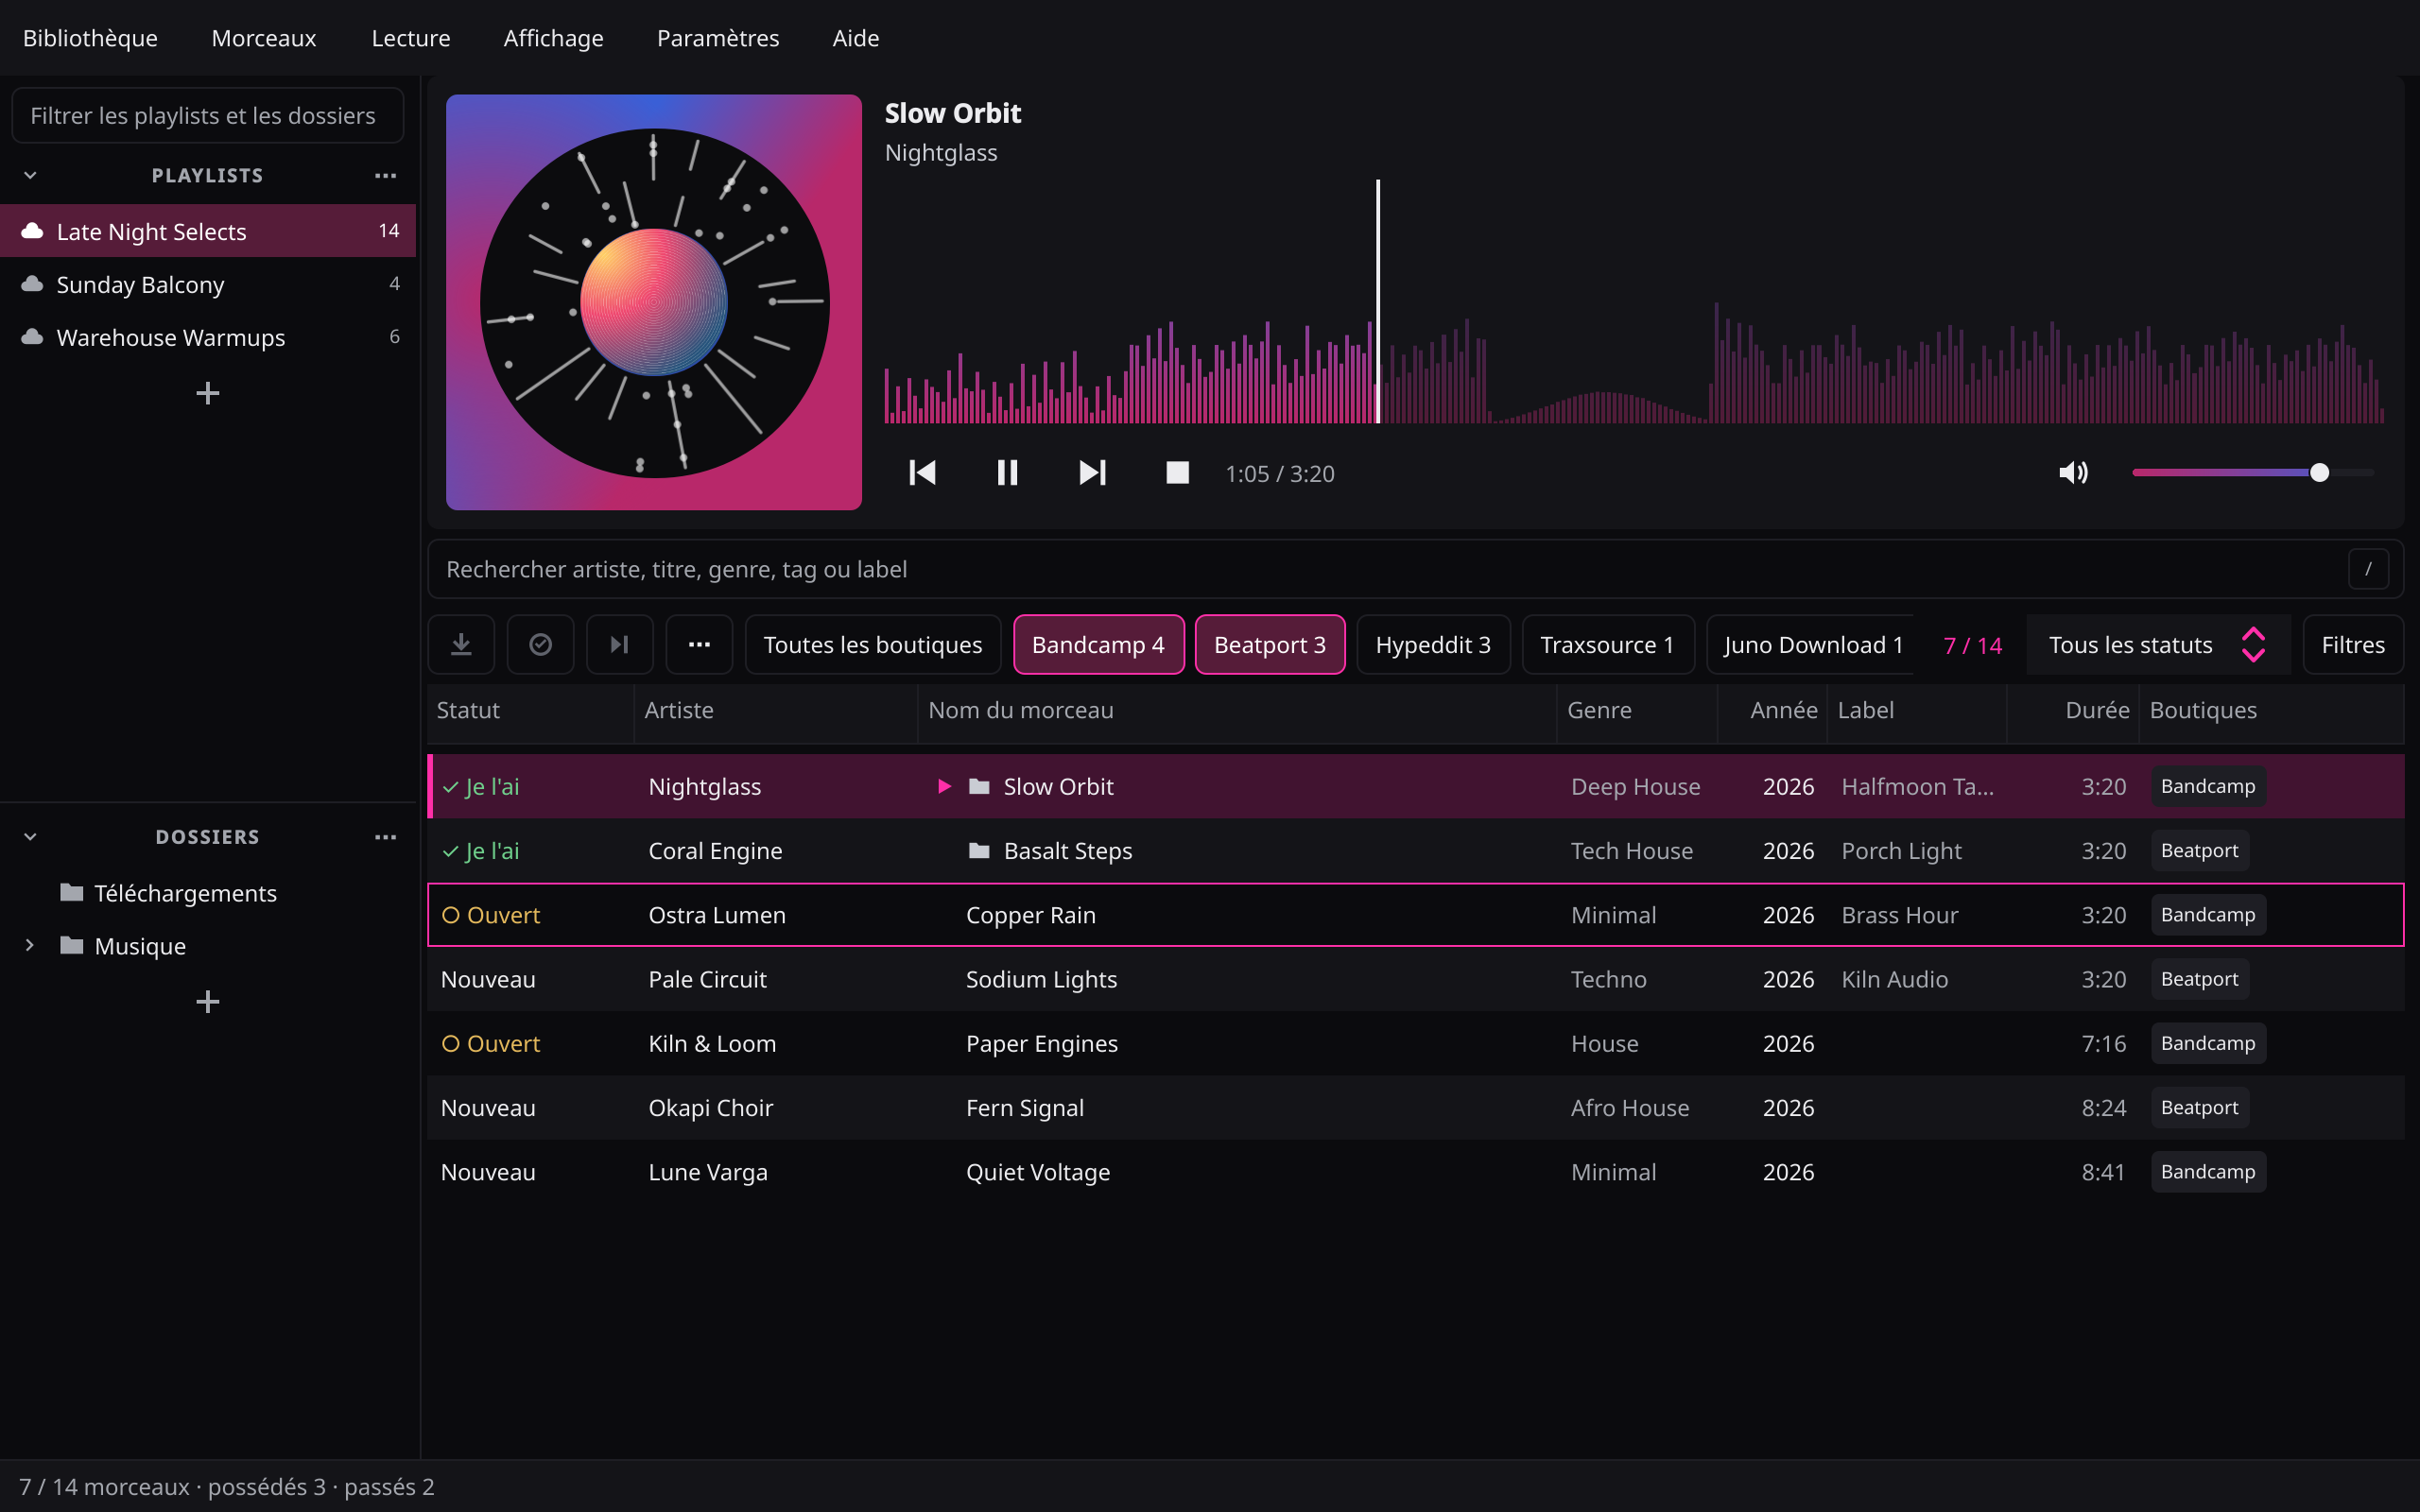 Bibliothèque Morceaux Lecture Affichage Paramètres Aide
Filtrer les playlists et les dossiers
PLAYLISTS
Late Night Selects 14
Sunday Balcony 4
Warehouse Warmups 6
DOSSIERS
Téléchargements
Musique
Slow Orbit
Nightglass
1:05 / 3:20
Rechercher artiste, titre, genre, tag ou label /
Toutes les boutiques Bandcamp 4 Beatport 3 Hypeddit 3 Traxsource 1 Juno Download 1 7 / 14 Tous les statuts Filtres
Statut Artiste Nom du morceau Genre Année Label Durée Boutiques
Je l'ai Nightglass Slow Orbit Deep House 2026 Halfmoon Ta... 3:20 Bandcamp
Je l'ai Coral Engine Basalt Steps Tech House 2026 Porch Light 3:20 Beatport
Ouvert Ostra Lumen Copper Rain Minimal 2026 Brass Hour 3:20 Bandcamp
Nouveau Pale Circuit Sodium Lights Techno 2026 Kiln Audio 3:20 Beatport
Ouvert Kiln & Loom Paper Engines House 2026 7:16 Bandcamp
Nouveau Okapi Choir Fern Signal Afro House 2026 8:24 Beatport
Nouveau Lune Varga Quiet Voltage Minimal 2026 8:41 Bandcamp
7 / 14 morceaux · possédés 3 · passés 2